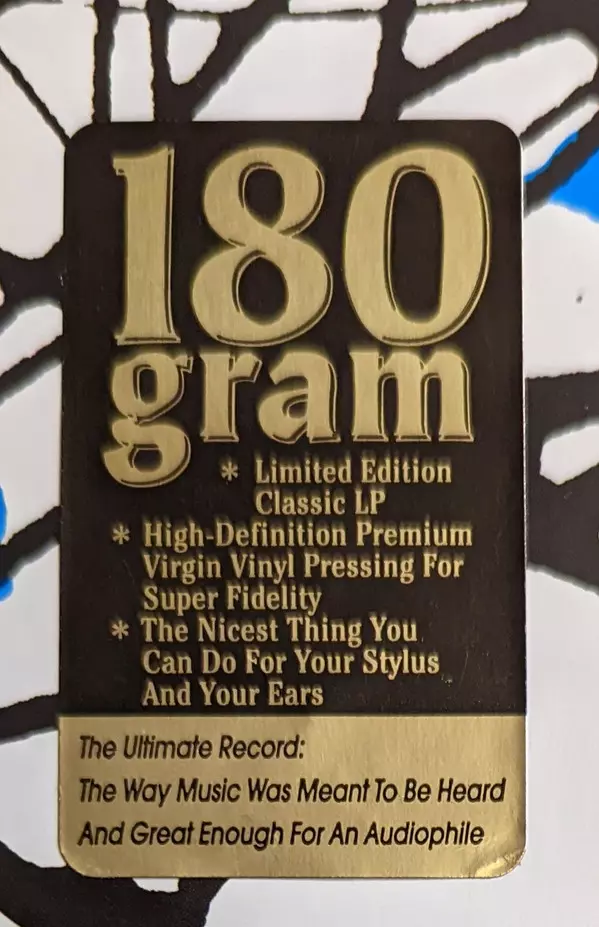 180
gram
* Limited Edition
Classic LP
* High-Definition Premium
Virgin Vinyl Pressing For
Super Fidelity
* The Nicest Thing You
Can Do For Your Stylus
And Your Ears
The Ultimate Record:
The Way Music Was Meant To Be Heard
And Great Enough For An Audiophile